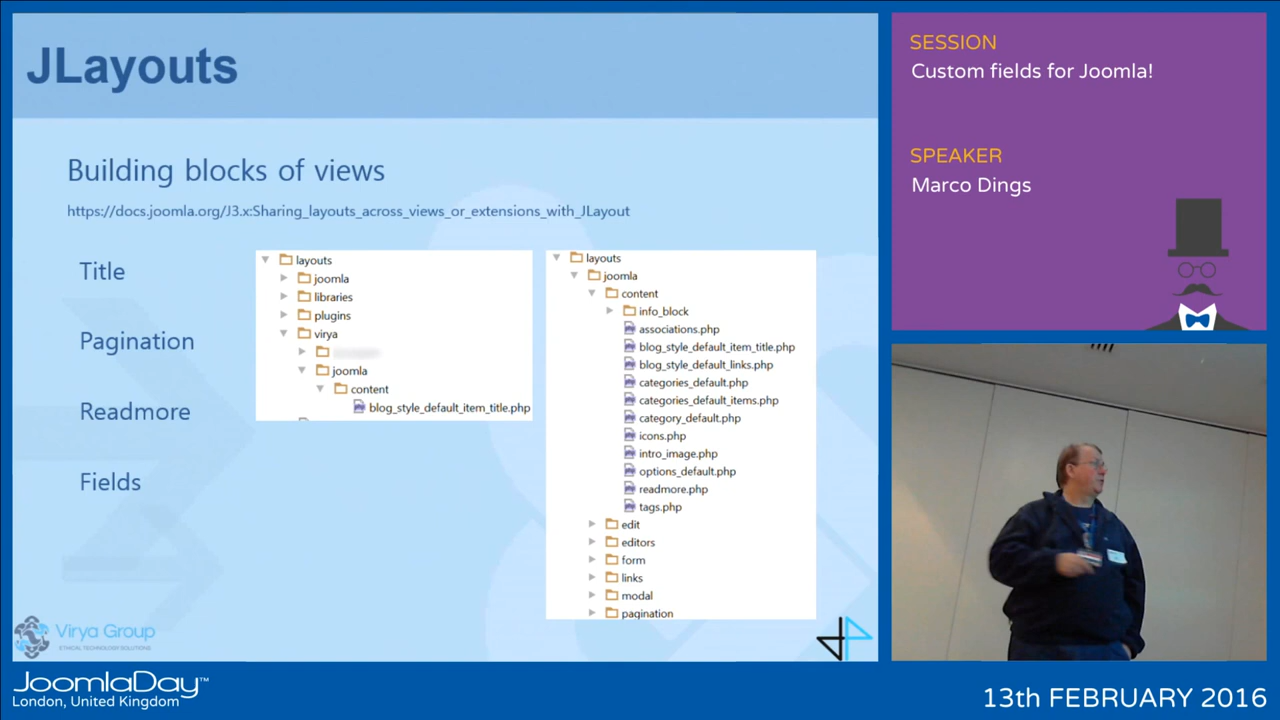 JLayouts
Building blocks of views
https://docs.joomla.org/J3.x:Sharing_layouts_across_views_or_extensions_with_JLayout
Title
Pagination
Readmore
Fields
layouts
joomla
libraries
plugins
virya
joomla
content
blog_style_default_item_title.php
layouts
joomla
content
info_block
associations.php
blog_style_default_item_title.php
blog_style_default_links.php
categories_default.php
categories_default_items.php
category_default.php
icons.php
intro_image.php
options_default.php
readmore.php
tags.php
edit
editors
form
links
modal
pagination
Virya Group
ETHICAL TECHNOLOGY SOLUTIONS
SESSION
Custom fields for Joomla!
SPEAKER
Marco Dings
JoomlaDay™
London, United Kingdom
13th FEBRUARY 2016